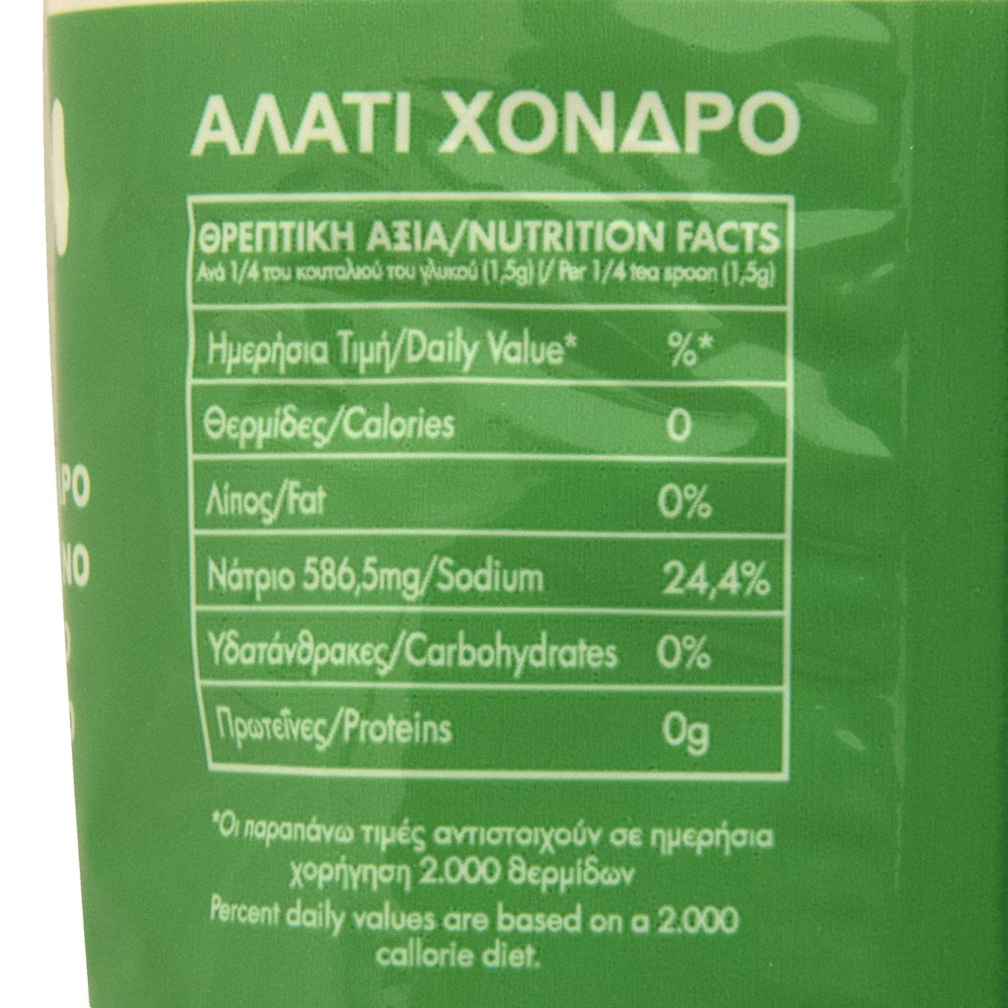 ΑΛΑΤΙ ΧΟΝΔΡΟ
ΘΡΕΠΤΙΚΗ ΑΞΙΑ/NUTRITION FACTS
Ανά 1/4 του κουταλιού του γλυκού (1,5g) (/ Per 1/4 tea spoon (1,5g)
Ημερήσια Τιμή/Daily Value* %*
Θερμίδες/Calories 0
Λίπος/Fat 0%
Νάτριο 586,5mg/Sodium 24,4%
Υδατάνθρακες/Carbohydrates 0%
Πρωτεΐνες/Proteins 0g
*Οι παραπάνω τιμές αντιστοιχούν σε ημερήσια
χορήγηση 2.000 θερμίδων
Percent daily values are based on a 2.000
callorie diet.